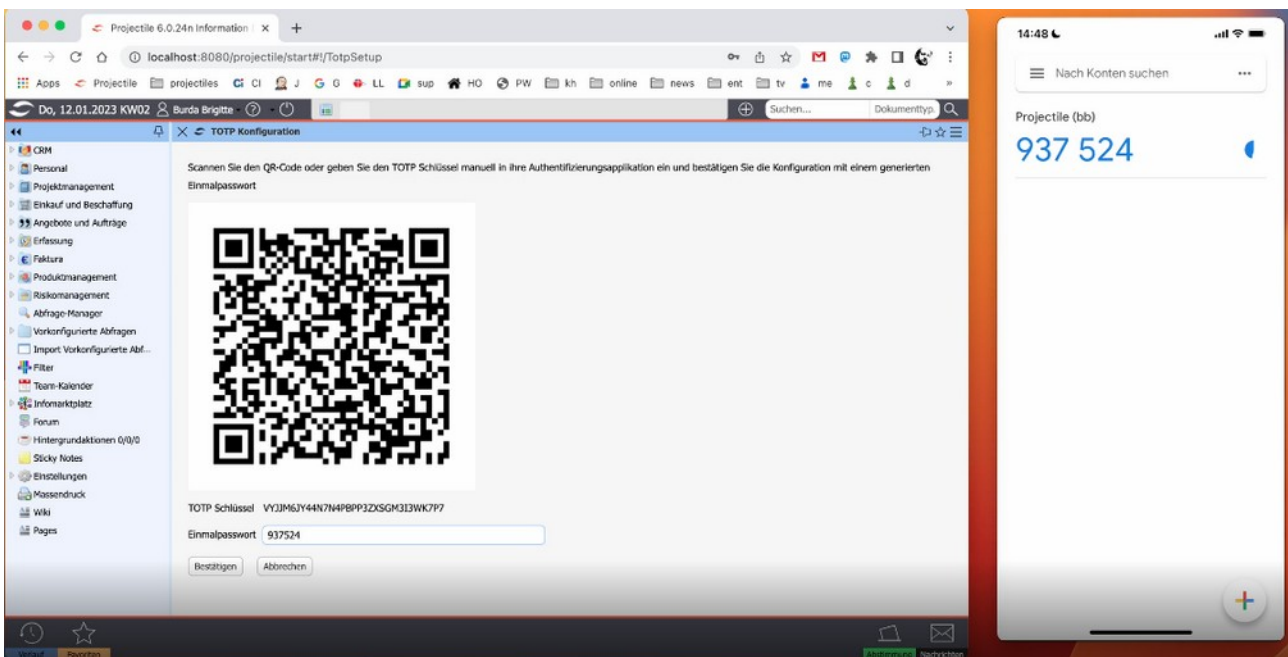 Projectile 6.0.24n Information
localhost:8080/projectile/start#!/TotpSetup
Apps Projectile projectiles CI J G G LL sup HO PW kh online news ent tv me c d »
Do, 12.01.2023 KW02 Burda Brigitte
Suchen... Dokumenttyp.
TOTP Konfiguration
CRM
Personal
Projektmanagement
Einkauf und Beschaffung
Angebote und Aufträge
Erfassung
Faktura
Produktmanagement
Risikomanagement
Abfrage-Manager
Vorkonfigurierte Abfragen
Import Vorkonfigurierte Abf...
Filter
Team-Kalender
Infomarktplatz
Forum
Hintergrundaktionen 0/0/0
Sticky Notes
Einstellungen
Massendruck
Wiki
Pages
Scannen Sie den QR-Code oder geben Sie den TOTP Schlüssel manuell in ihre Authentifizierungsapplikation ein und bestätigen Sie die Konfiguration mit einem generierten
Einmalpasswort
TOTP Schlüssel VYJJM6JY44N7N4PBPP3ZXSGM3I3WK7P7
Einmalpasswort 937524
Bestätigen Abbrechen
Verlauf Favoriten
Nachrichten
14:48
Nach Konten suchen
Projectile (bb)
937 524